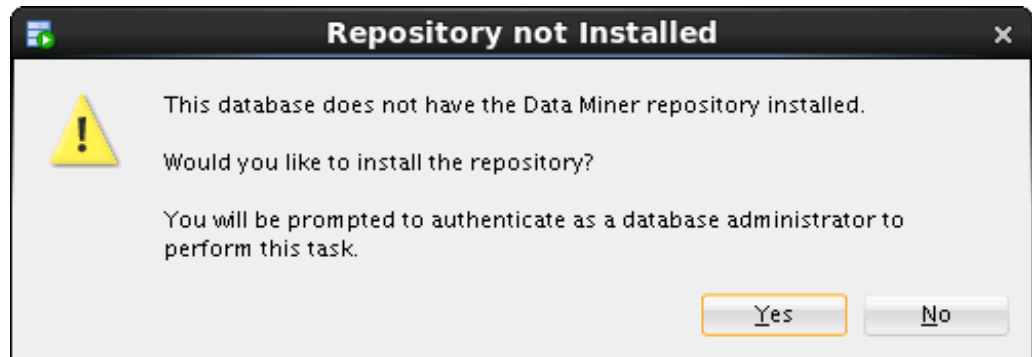 Repository not Installed
This database does not have the Data Miner repository installed.
Would you like to install the repository?
You will be prompted to authenticate as a database administrator to
perform this task.
Yes
No